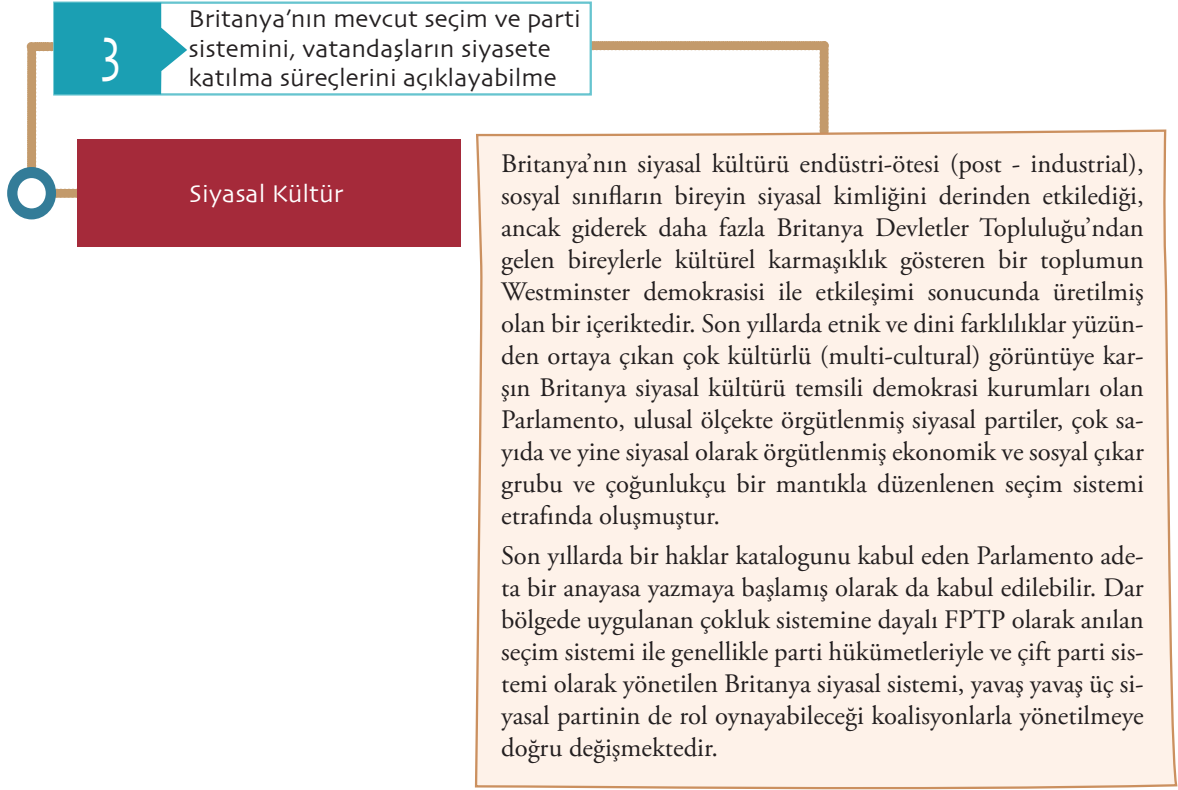 3
Britanya’nın mevcut seçim ve parti
sistemini, vatandaşların siyasete
katılma süreçlerini açıklayabilme
Siyasal Kültür
Britanya’nın siyasal kültürü endüstri-ötesi (post - industrial),
sosyal sınıfların bireyin siyasal kimliğini derinden etkilediği,
ancak giderek daha fazla Britanya Devletler Topluluğu’ndan
gelen bireylerle kültürel karmaşıklık gösteren bir toplumun
Westminster demokrasisi ile etkileşimi sonucunda üretilmiş
olan bir içeriktedir. Son yıllarda etnik ve dini farklılıklar yüzün-
den ortaya çıkan çok kültürlü (multi-cultural) görüntüye kar-
şın Britanya siyasal kültürü temsili demokrasi kurumları olan
Parlamento, ulusal ölçekte örgütlenmiş siyasal partiler, çok sa-
yıda ve yine siyasal olarak örgütlenmiş ekonomik ve sosyal çıkar
grubu ve çoğunlukçu bir mantıkla düzenlenen seçim sistemi
etrafında oluşmuştur.
Son yıllarda bir haklar katalogunu kabul eden Parlamento ade-
ta bir anayasa yazmaya başlamış olarak da kabul edilebilir. Dar
bölgede uygulanan çokluk sistemine dayalı FPTP olarak anılan
seçim sistemi ile genellikle parti hükümetleriyle ve çift parti sis-
temi olarak yönetilen Britanya siyasal sistemi, yavaş yavaş üç si-
yasal partinin de rol oynayabileceği koalisyonlarla yönetilmeye
doğru değişmektedir.